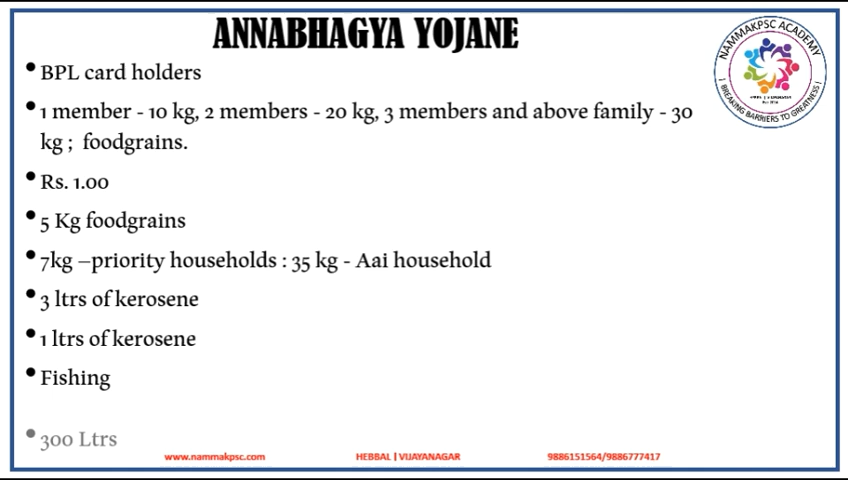 ANNABHAGYA YOJANE
NAMMAKPSC ACADEMY
! BREAKING BARRIERS TO GREATNESS !
• BPL card holders
• 1 member - 10 kg, 2 members - 20 kg, 3 members and above family - 30
kg ; foodgrains.
• Rs. 1.00
• 5 Kg foodgrains
• 7kg –priority households : 35 kg - Aai household
• 3 ltrs of kerosene
• 1 ltrs of kerosene
• Fishing
• 300 Ltrs
www.nammakpsc.com HEBBAL | VIJAYANAGAR 9886151564/9886777417